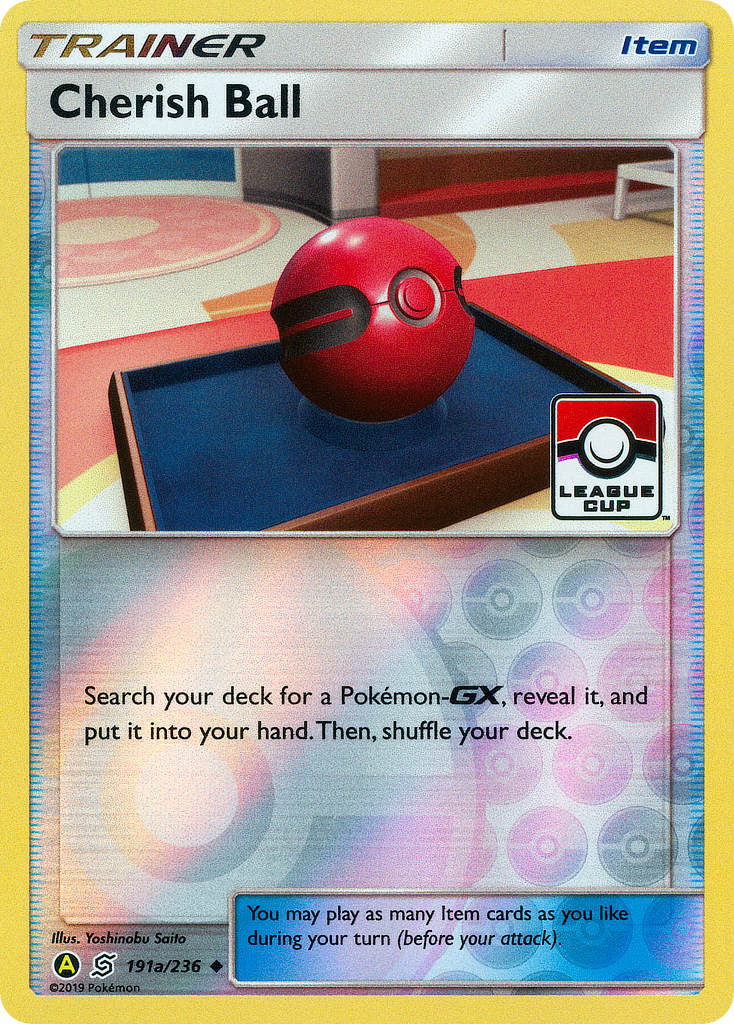 TRAINER Item
Cherish Ball
LEAGUE
CUP
TM
Search your deck for a Pokémon-GX, reveal it, and
put it into your hand. Then, shuffle your deck.
You may play as many Item cards as you like
during your turn (before your attack).
Illus. Yoshinobu Saito
A 191a/236
©2019 Pokémon